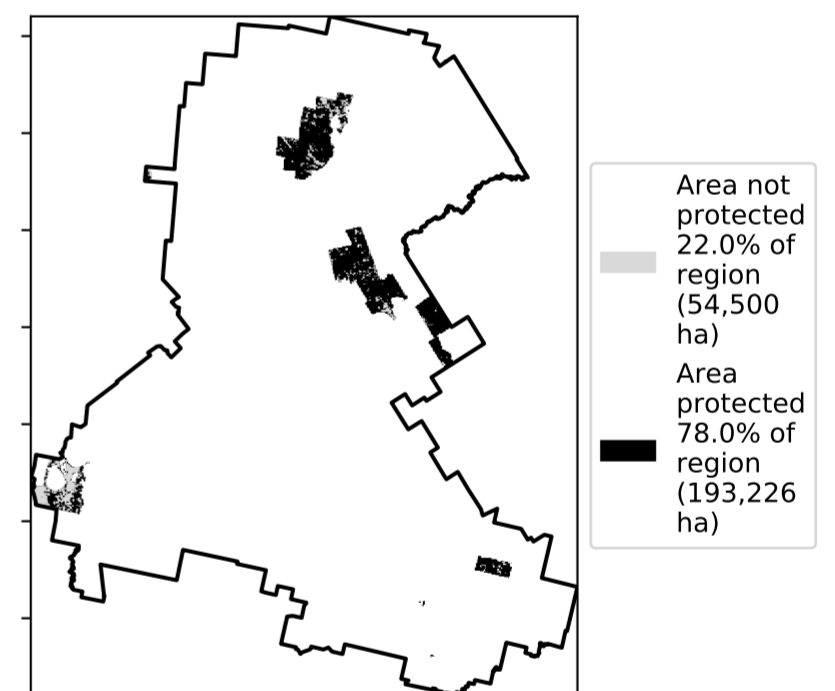 Area not
protected
22.0% of
region
(54,500
ha)
Area
protected
78.0% of
region
(193,226
ha)